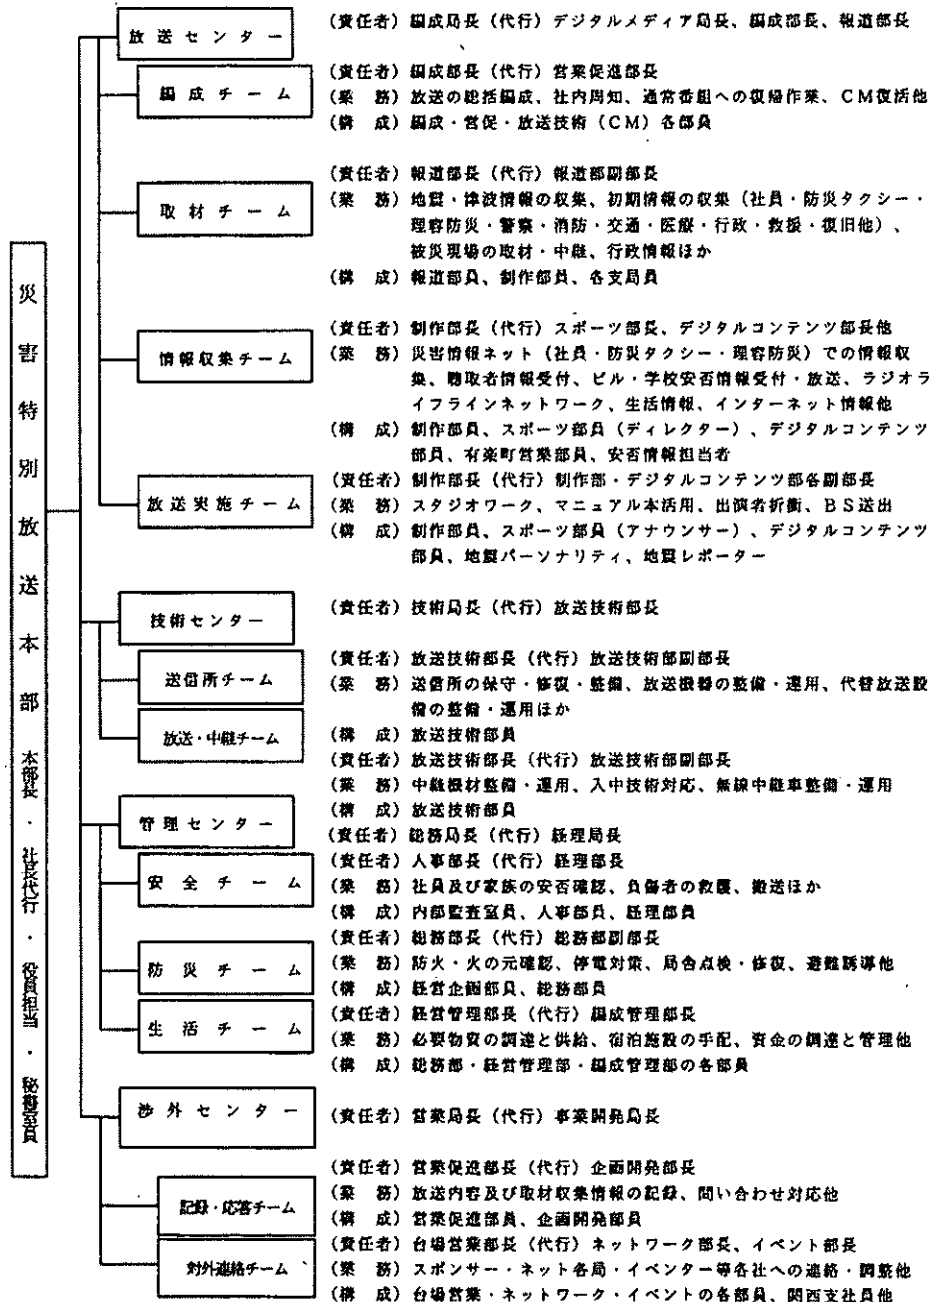 災害特別放送本部 本部長・社長代行・役員担当・秘書室員
放送センター
(責任者) 編成局長 (代行) デジタルメディア局長、編成部長、報道部長
編成チーム
(責任者) 編成部長 (代行) 営業促進部長
(業 務) 放送の総括編成、社内周知、通常番組への復帰作業、CM復活他
(構 成) 編成・営促・放送技術 (CM) 各部員
取材チーム
(責任者) 報道部長 (代行) 報道部副部長
(業 務) 地震・津波情報の収集、初期情報の収集 (社員・防災タクシー・
理容防災・警察・消防・交通・医療・行政・救援・復旧他) 、
被災現場の取材・中継、行政情報ほか
(構 成) 報道部員、制作部員、各支局員
情報収集チーム
(責任者) 制作部長 (代行) スポーツ部長、デジタルコンテンツ部長他
(業 務) 災害情報ネット (社員・防災タクシー・理容防災) での情報収
集、聴取者情報受付、ビル・学校安否情報受付・放送、ラジオラ
イフラインネットワーク、生活情報、インターネット情報他
(構 成) 制作部員、スポーツ部員 (ディレクター) 、デジタルコンテンツ
部員、有楽町営業部員、安否情報担当者
放送実施チーム
(責任者) 制作部長 (代行) 制作部・デジタルコンテンツ部各副部長
(業 務) スタジオワーク、マニュアル本活用、出演者折衝、BS送出
(構 成) 制作部員、スポーツ部員 (アナウンサー) 、デジタルコンテンツ
部員、地震パーソナリティ、地震レポーター
技術センター
(責任者) 技術局長 (代行) 放送技術部長
送信所チーム
(責任者) 放送技術部長 (代行) 放送技術部副部長
(業 務) 送信所の保守・修復・整備、放送機器の整備・運用、代替放送設
備の整備・運用ほか
(構 成) 放送技術部員
放送・中継チーム
(責任者) 放送技術部長 (代行) 放送技術部副部長
(業 務) 中継機材整備・運用、入中技術対応、無線中継車整備・運用
(構 成) 放送技術部員
管理センター
(責任者) 総務局長 (代行) 経理局長
安全チーム
(責任者) 人事部長 (代行) 経理部長
(業 務) 社員及び家族の安否確認、負傷者の救護、搬送ほか
(構 成) 内部監査室員、人事部員、経理部員
防災チーム
(責任者) 総務部長 (代行) 総務部副部長
(業 務) 防火・火の元確認、停電対策、局舎点検・修復、避難誘導他
(構 成) 経営企画部員、総務部員
生活チーム
(責任者) 経営管理部長 (代行) 編成管理部長
(業 務) 必要物資の調達と供給、宿泊施設の手配、資金の調達と管理他
(構 成) 総務部・経営管理部・編成管理部の各部員
渉外センター
(責任者) 営業局長 (代行) 事業開発局長
記録・応答チーム
(責任者) 営業促進部長 (代行) 企画開発部長
(業 務) 放送内容及び取材収集情報の記録、問い合わせ対応他
(構 成) 営業促進部員、企画開発部員
対外連絡チーム
(責任者) 台場営業部長 (代行) ネットワーク部長、イベント部長
(業 務) スポンサー・ネット各局・イベンター等各社への連絡・調整他
(構 成) 台場営業・ネットワーク・イベントの各部員、関西支社員他